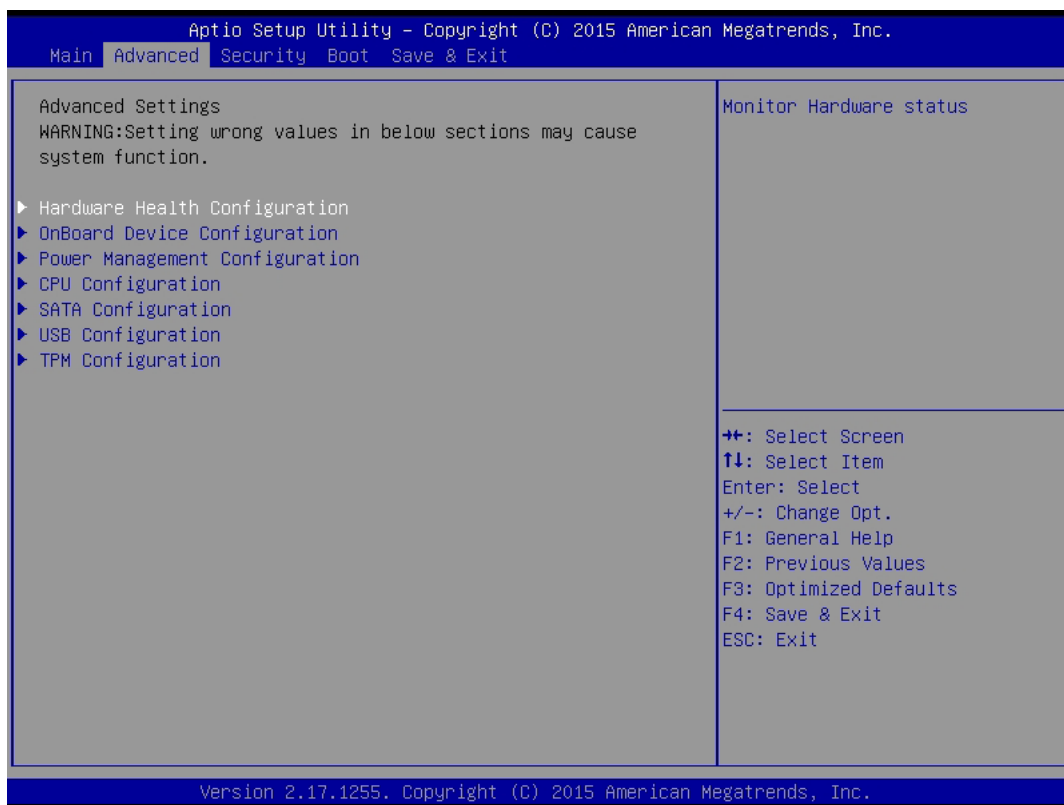 Aptio Setup Utility – Copyright (C) 2015 American Megatrends, Inc.
Main Advanced Security Boot Save & Exit
Advanced Settings
WARNING:Setting wrong values in below sections may cause
system function.
Hardware Health Configuration
OnBoard Device Configuration
Power Management Configuration
CPU Configuration
SATA Configuration
USB Configuration
TPM Configuration
Monitor Hardware status
→←: Select Screen
↑↓: Select Item
Enter: Select
+/-: Change Opt.
F1: General Help
F2: Previous Values
F3: Optimized Defaults
F4: Save & Exit
ESC: Exit
Version 2.17.1255. Copyright (C) 2015 American Megatrends, Inc.